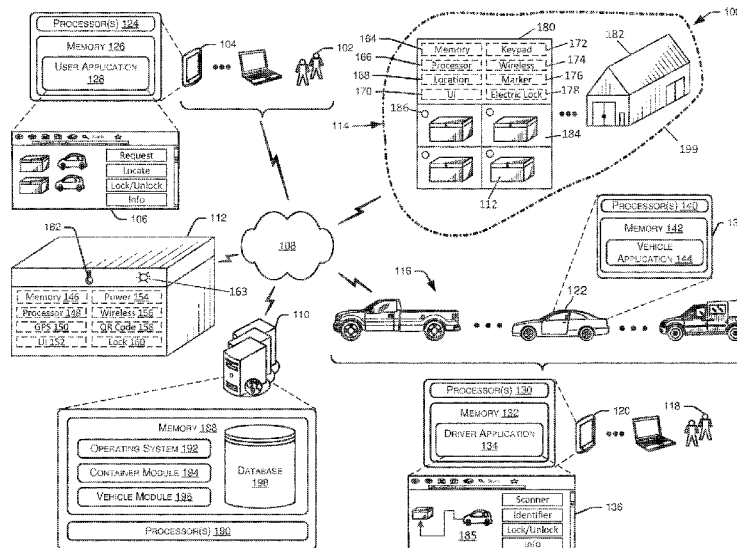 PROCESSOR(S) 124
MEMORY 126
USER APPLICATION 128
104
102
Request
Locate
Lock/Unlock
Info
106
180
164
Memory
Keypad
172
166
Processor
Wireless
174
168
Location
Marker
176
170
UI
Electric Lock
178
182
186
114
184
112
199
162
112
163
Memory 146
Power 154
Processor 148
Wireless 156
GPS 150
QR Code 158
UI 152
Lock 160
108
110
116
122
PROCESSOR(S) 140
MEMORY 142
VEHICLE APPLICATION 144
MEMORY 188
OPERATING SYSTEM 192
CONTAINER MODULE 194
VEHICLE MODULE 196
DATABASE 198
PROCESSOR(S) 190
PROCESSOR(S) 130
MEMORY 132
DRIVER APPLICATION 134
120
118
Scanner
Identifier
Lock/Unlock
Info
185
136